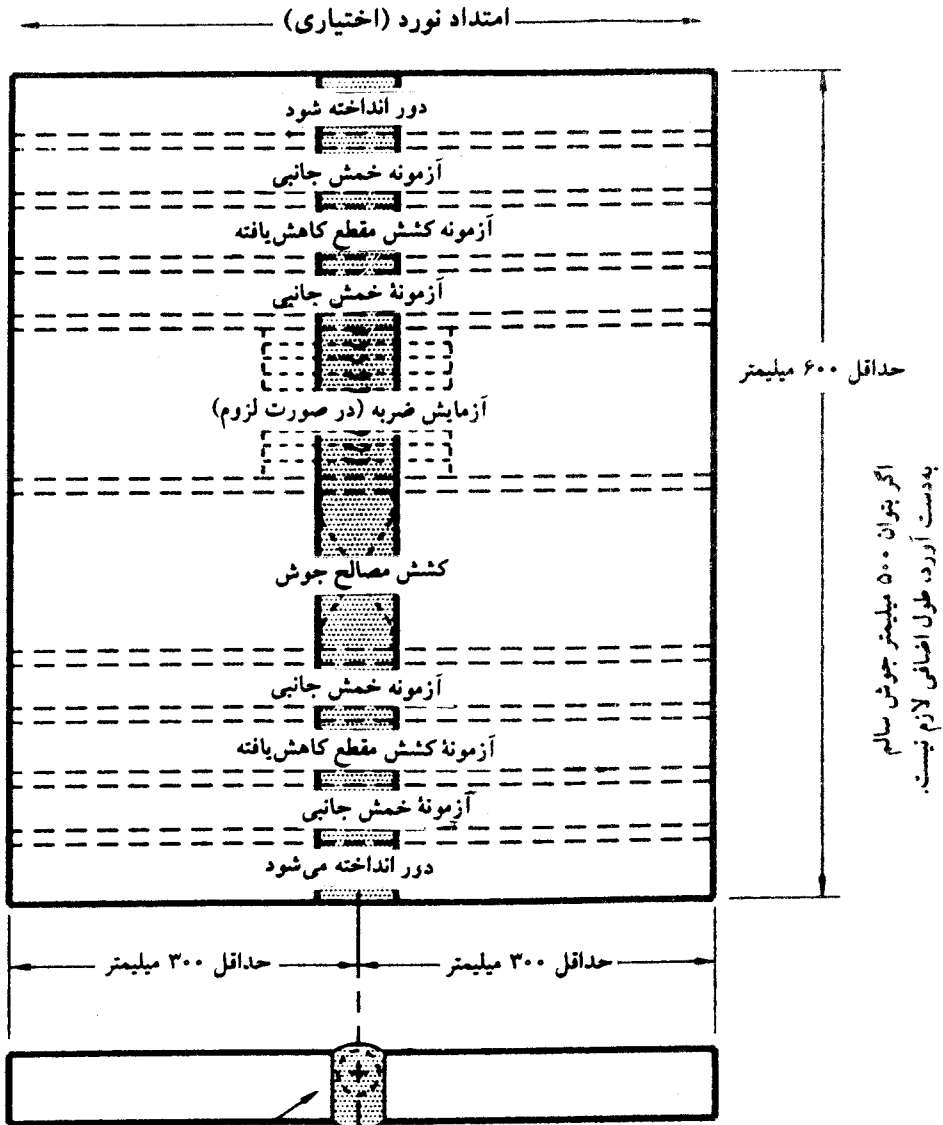 امتداد نورد (اختیاری)
دور انداخته شود
آزمونه خمش جانبی
آزمونه کشش مقطع کاهش‌یافته
آزمونهٔ خمش جانبی
آزمایش ضربه (در صورت لزوم)
کشش مصالح جوش
آزمونه خمش جانبی
آزمونهٔ کشش مقطع کاهش‌یافته
آزمونهٔ خمش جانبی
دور انداخته می‌شود
حداقل ۶۰۰ میلیمتر
اگر بتوان ۵۰۰ میلیمتر جوش سالم
به‌دست آورد، طول اضافی لازم نیست.
حداقل ۳۰۰ میلیمتر
حداقل ۳۰۰ میلیمتر